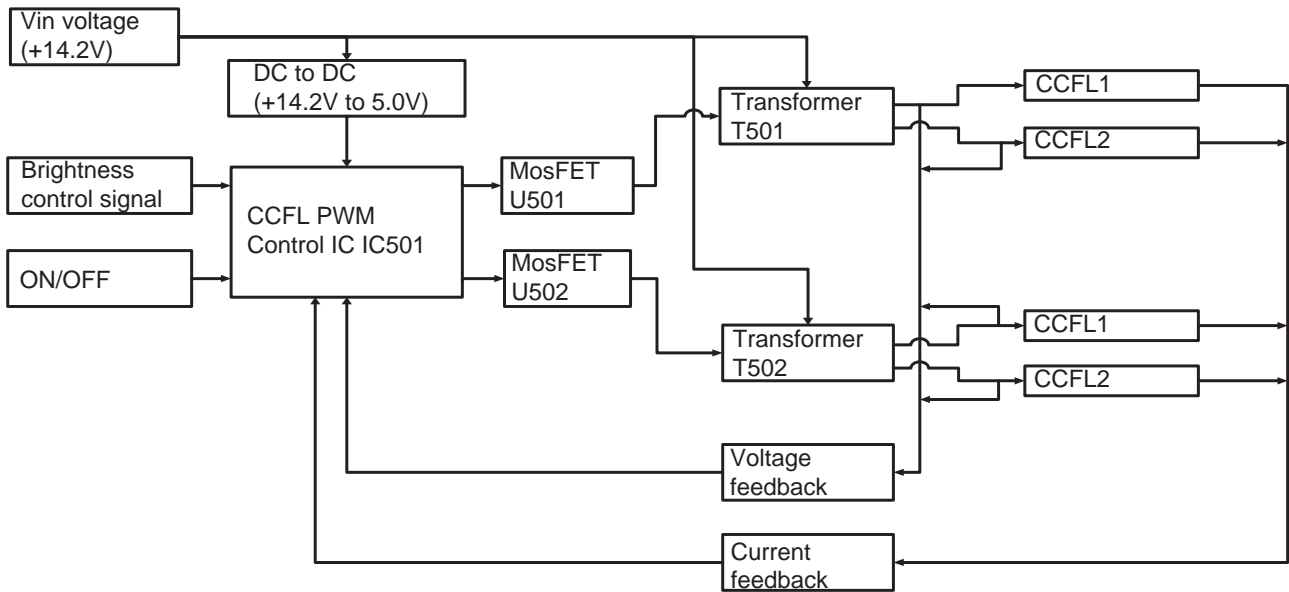 Vin voltage
(+14.2V)
DC to DC
(+14.2V to 5.0V)
Transformer
T501
CCFL1
CCFL2
Brightness
control signal
CCFL PWM
Control IC IC501
MosFET
U501
ON/OFF
MosFET
U502
Transformer
T502
CCFL1
CCFL2
Voltage
feedback
Current
feedback